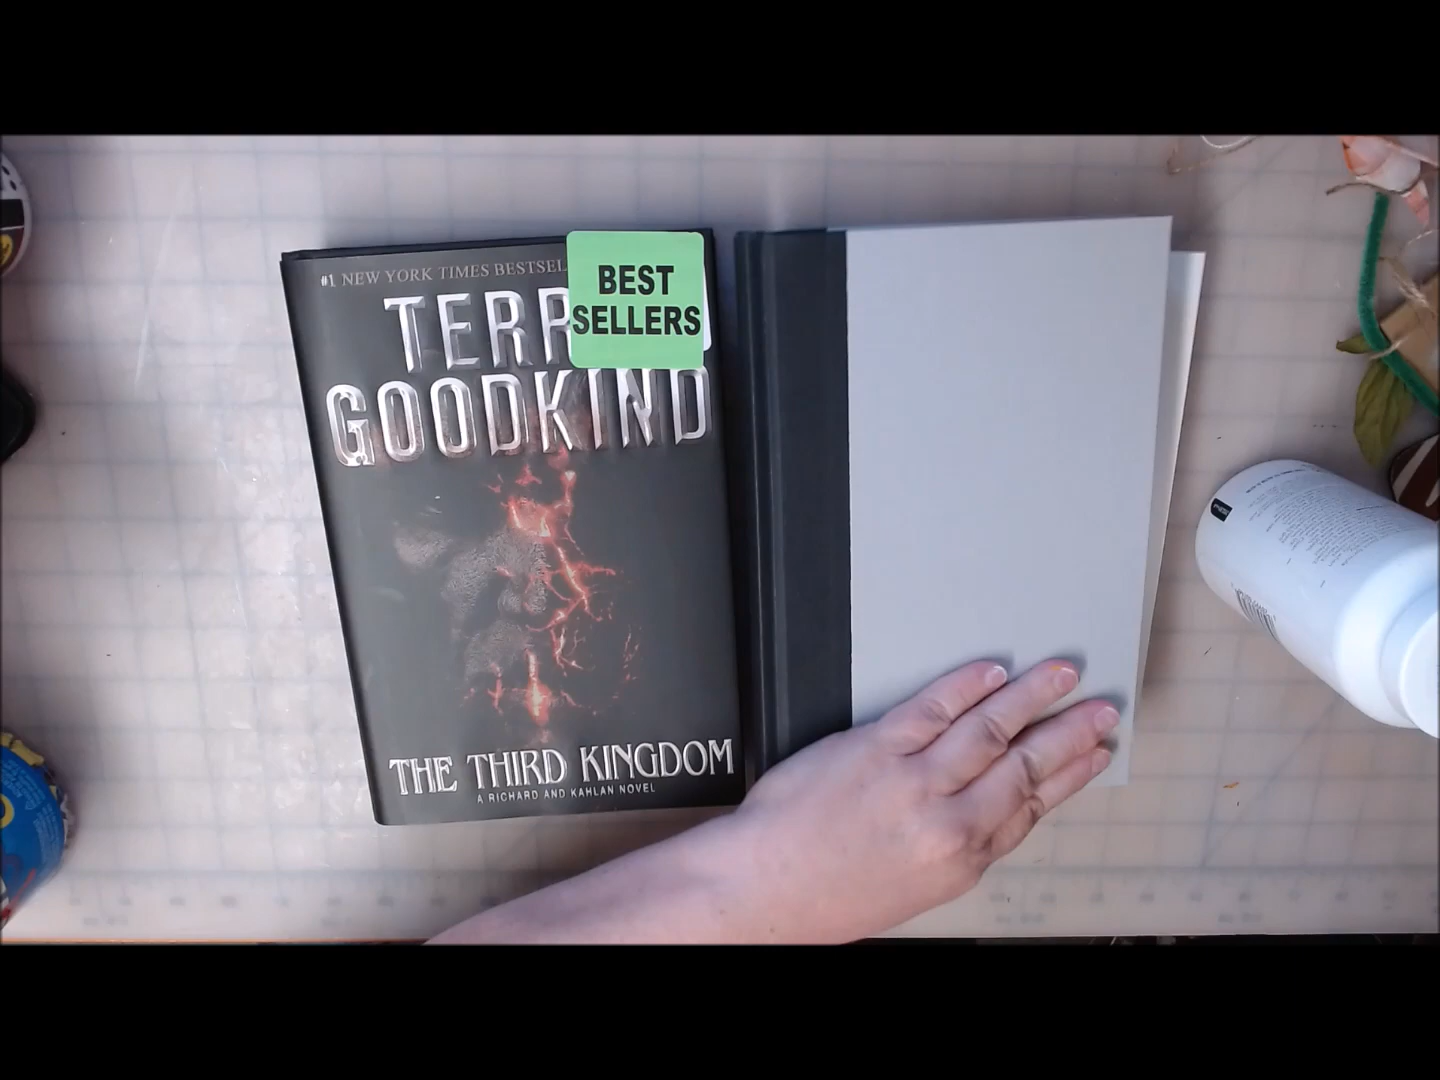 #1 NEW YORK TIMES BESTSEL
BEST
SELLERS
TERR
GOODKIND
THE THIRD KINGDOM
A RICHARD AND KAHLAN NOVEL